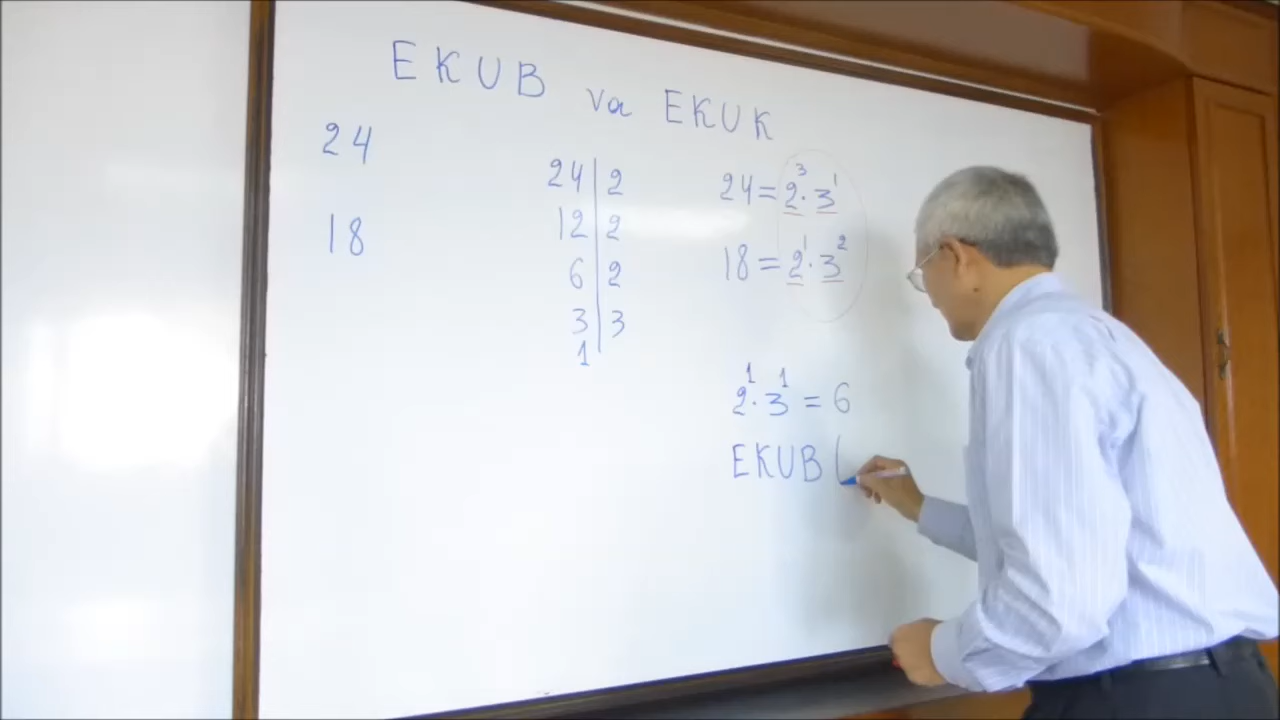 EKUB va EKUK
24
18
24 | 2
12 | 2
6 | 2
3 | 3
1
24 = 2³ · 3¹
18 = 2¹ · 3²
2¹ · 3¹ = 6
EKUB (